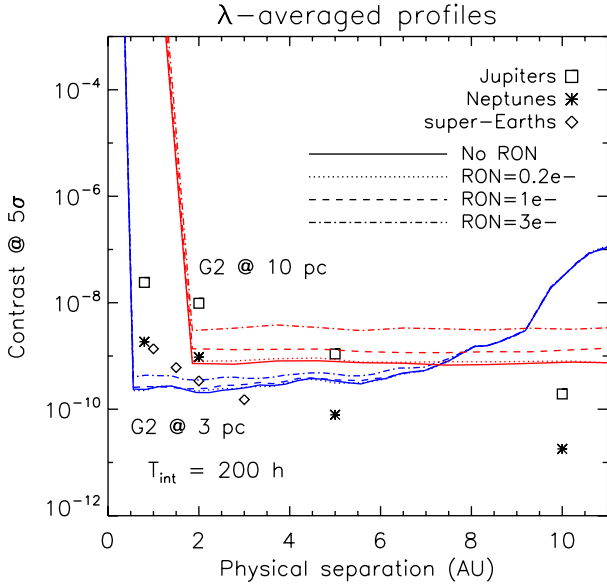 λ-averaged profiles
Contrast @ 5σ
10⁻⁴
10⁻⁶
10⁻⁸
10⁻¹⁰
10⁻¹²
Jupiters
Neptunes
super-Earths
No RON
RON=0.2e-
RON=1e-
RON=3e-
G2 @ 10 pc
G2 @ 3 pc
T_int = 200 h
0 2 4 6 8 10
Physical separation (AU)